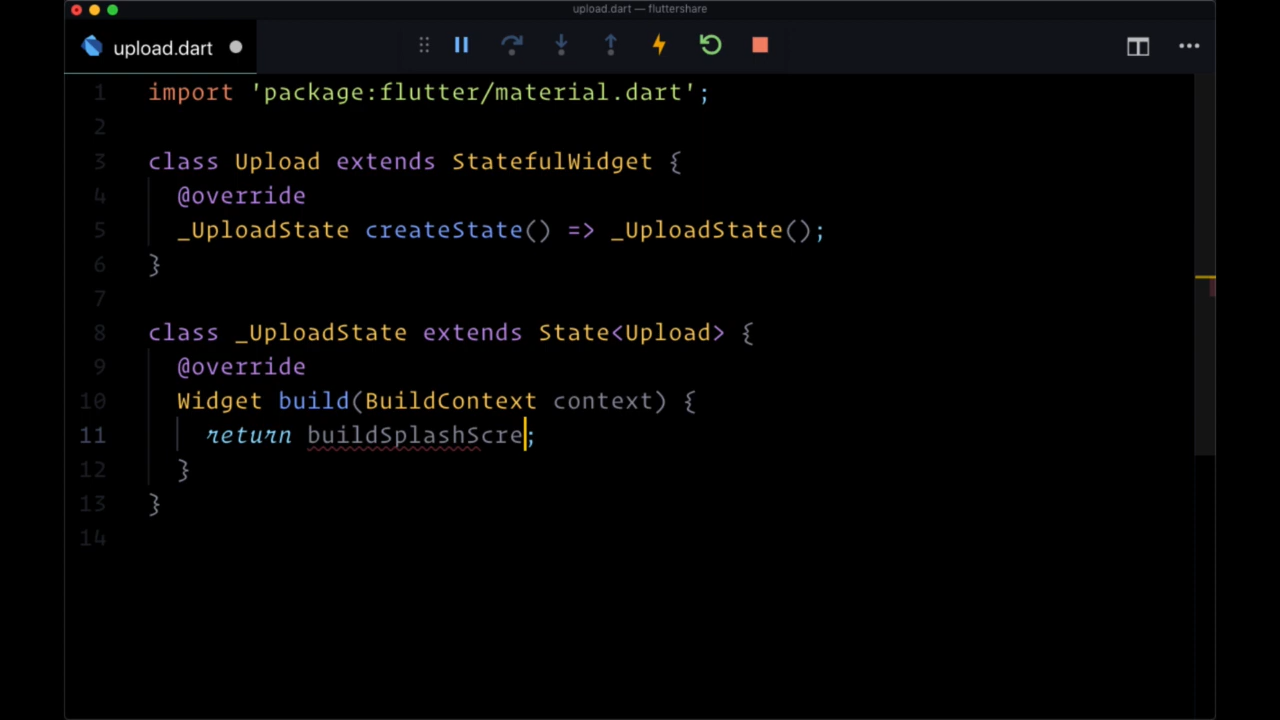 upload.dart — fluttershare
upload.dart
1 import 'package:flutter/material.dart';
2
3 class Upload extends StatefulWidget {
4 @override
5 _UploadState createState() => _UploadState();
6 }
7
8 class _UploadState extends State<Upload> {
9 @override
10 Widget build(BuildContext context) {
11 return buildSplashScre;
12 }
13 }
14